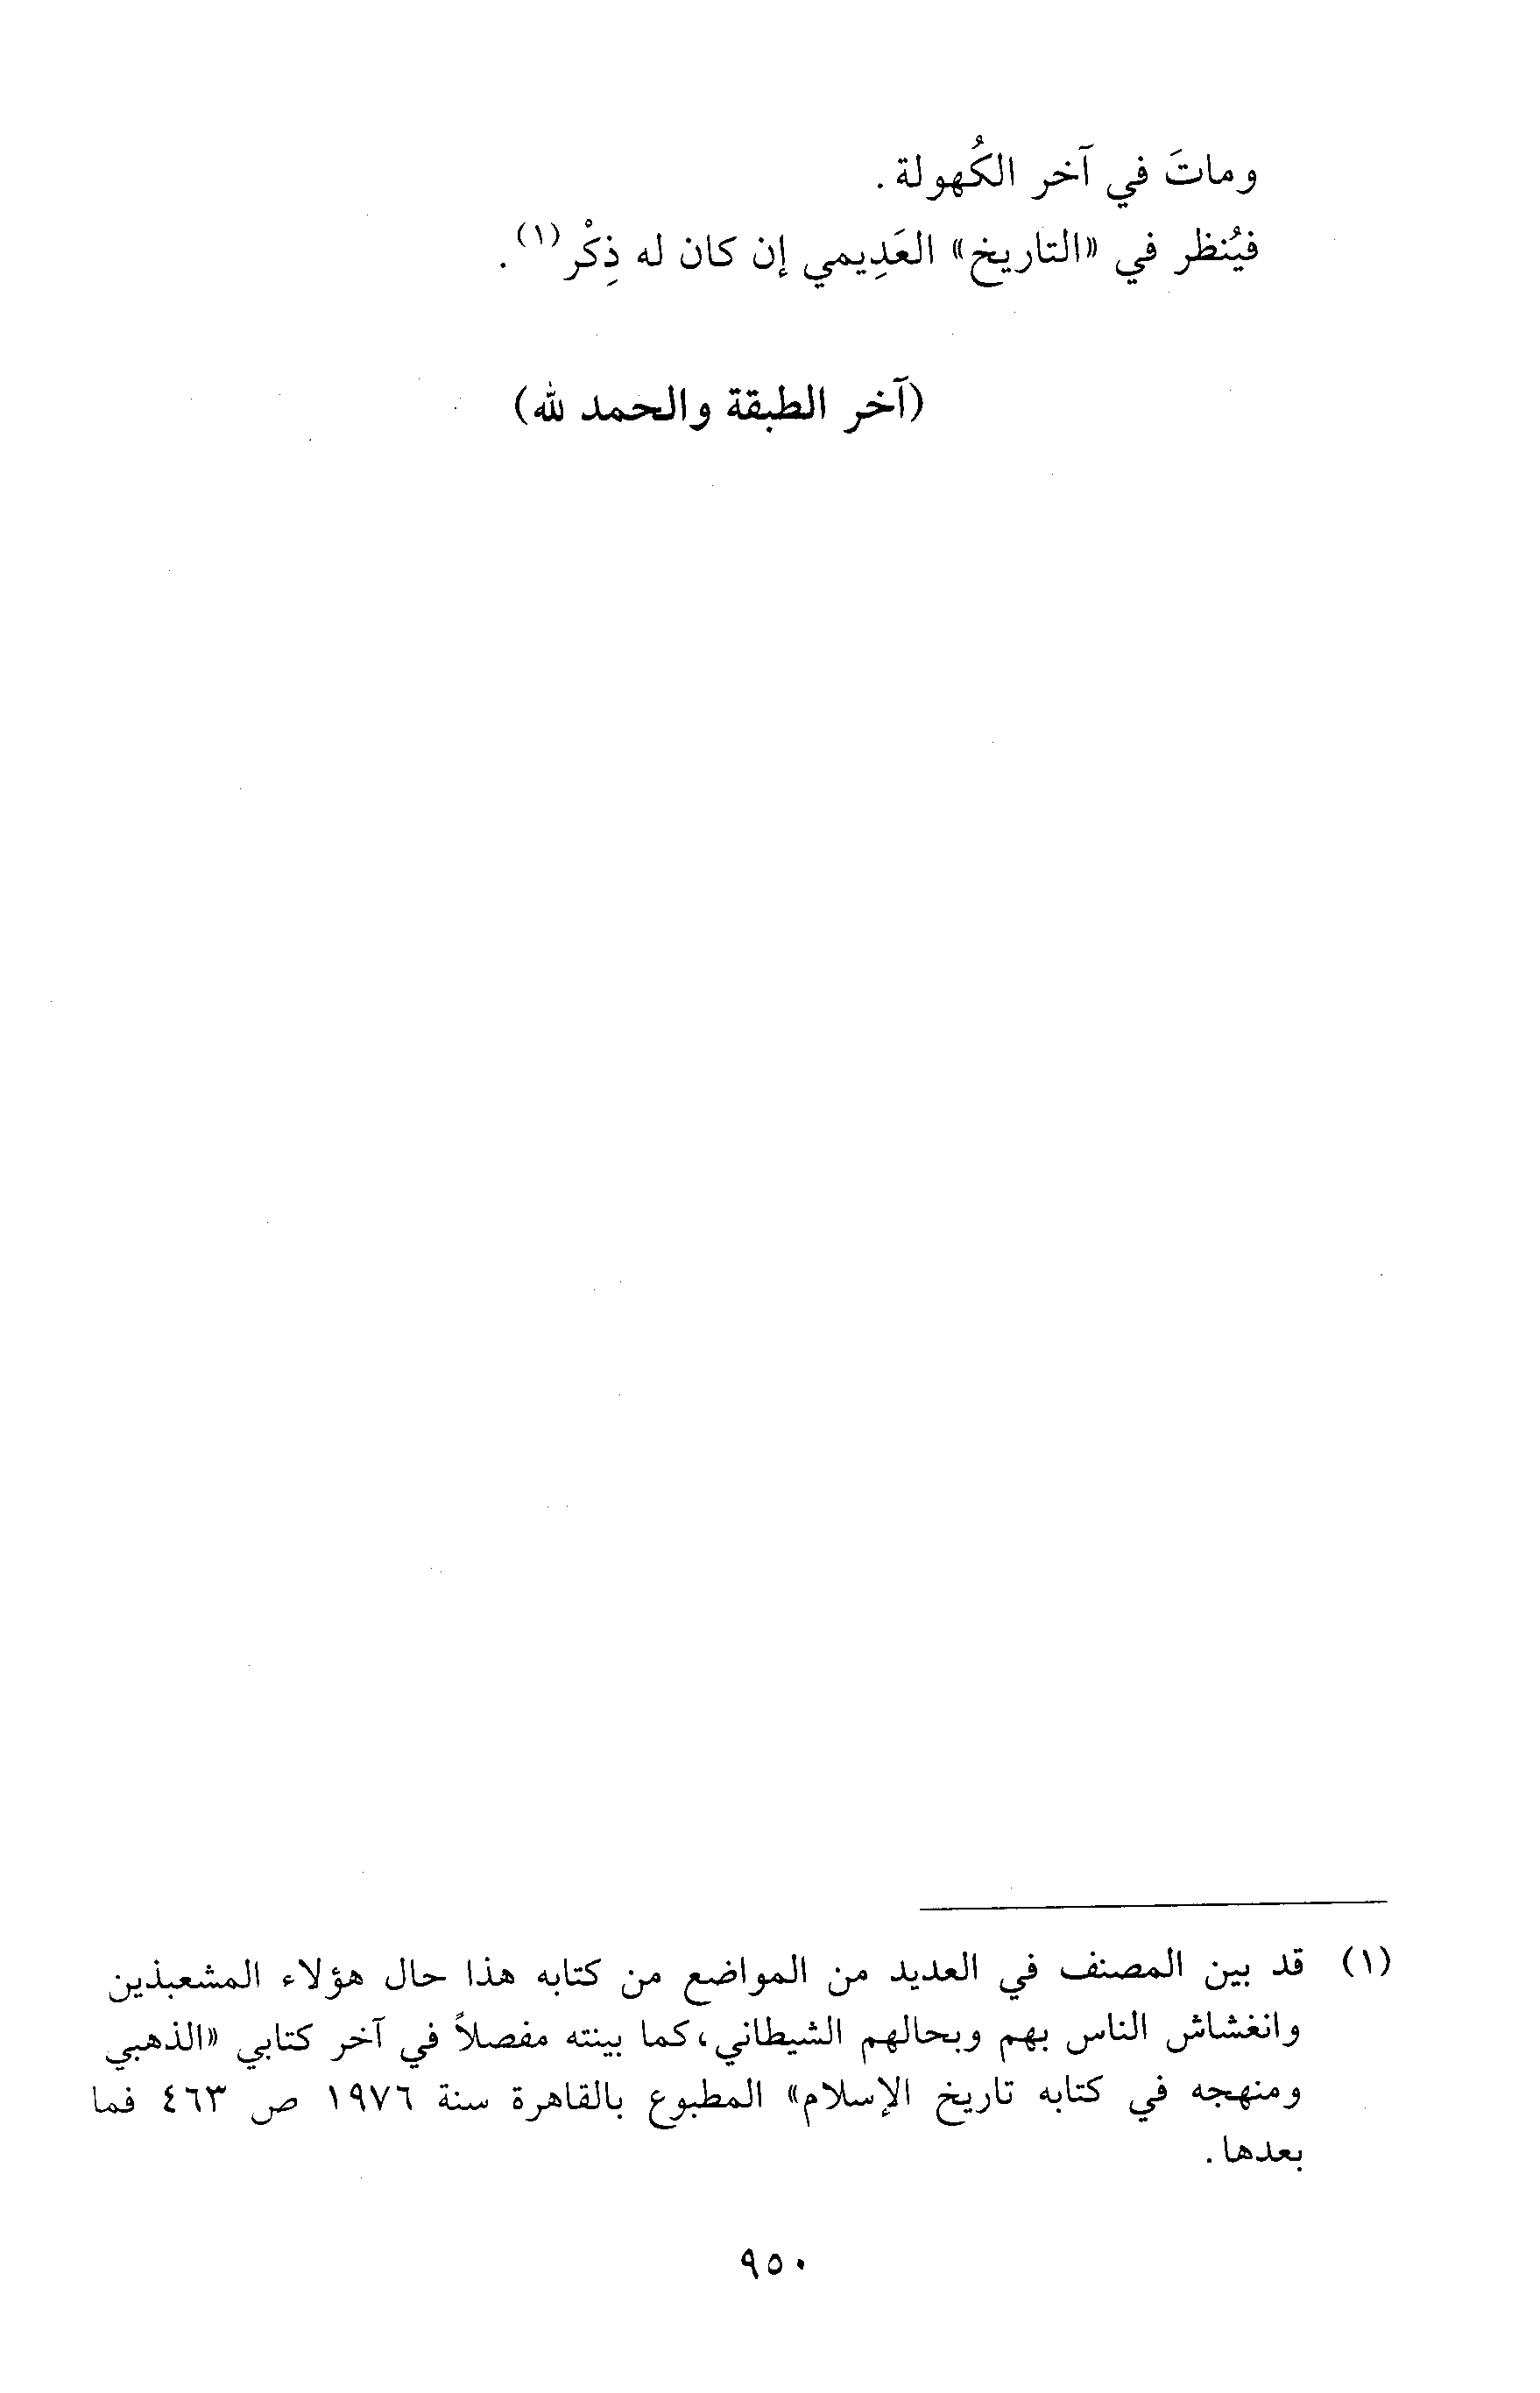 وماتَ في آخر الكُهولة.
فيُنظر في «التاريخ» العَدِيمي إن كان له ذِكْر(١).
(آخر الطبقة والحمد لله)
(١) قد بين المصنف في العديد من المواضع من كتابه هذا حال هؤلاء المشعبذين
وانغشاش الناس بهم وبحالهم الشيطاني، كما بينته مفصلاً في آخر كتابي «الذهبي
ومنهجه في كتابه تاريخ الإسلام» المطبوع بالقاهرة سنة ١٩٧٦ ص ٤٦٣ فما
بعدها.
٩٥٠